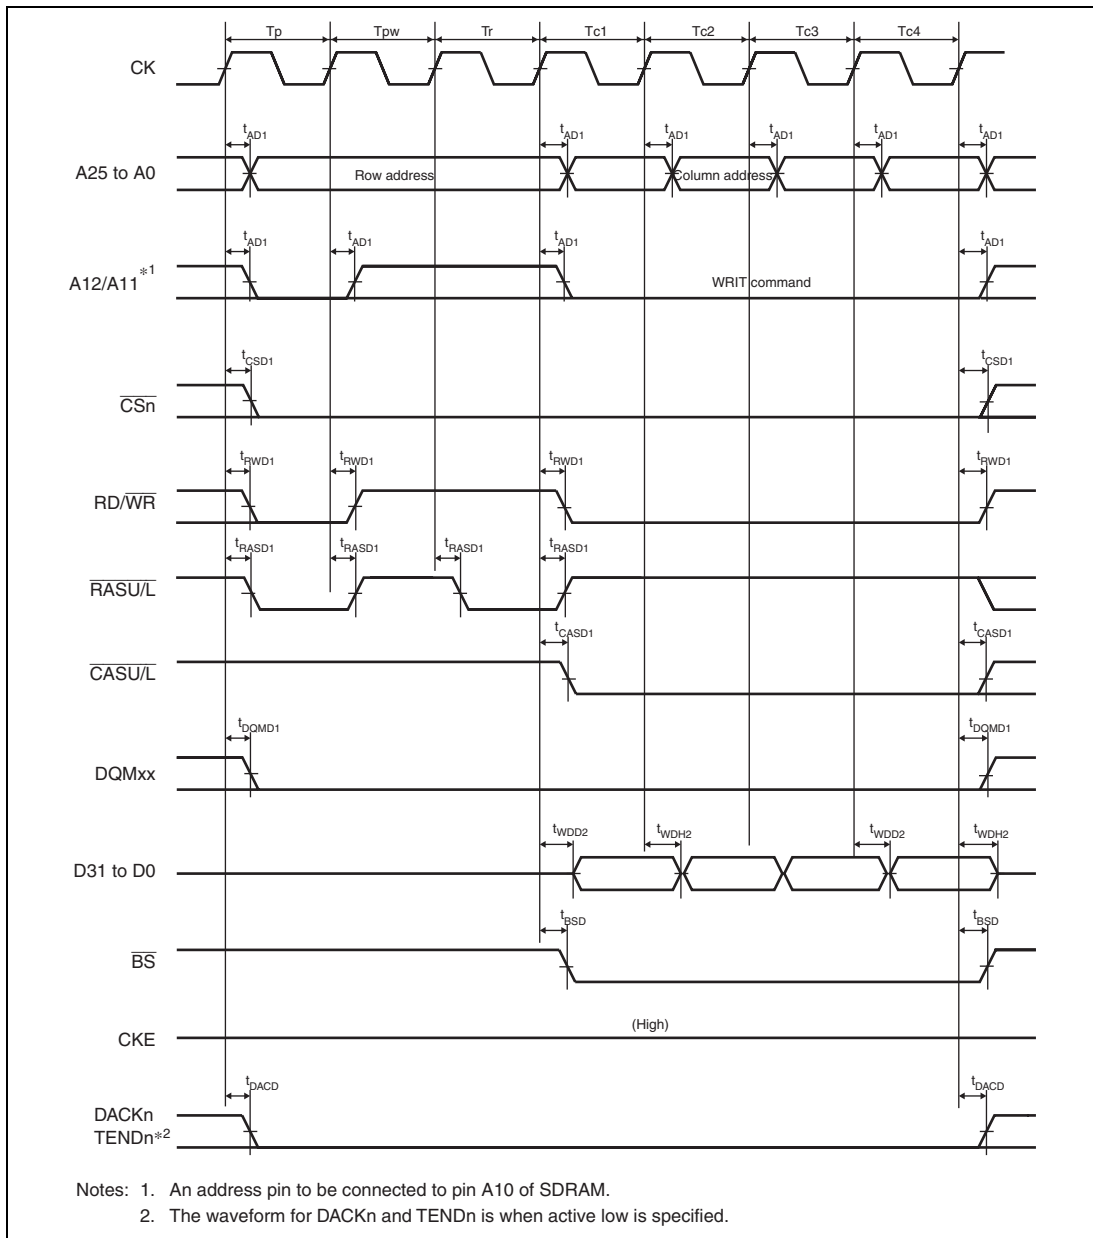 Tp Tpw Tr Tc1 Tc2 Tc3 Tc4
CK
tAD1 tAD1 tAD1 tAD1 tAD1 tAD1
A25 to A0 Row address Column address
tAD1 tAD1 tAD1 tAD1
A12/A11*1 WRIT command
tCSD1 tCSD1
CSn
tRWD1 tRWD1 tRWD1 tRWD1
RD/WR
tRASD1 tRASD1 tRASD1 tRASD1
RASU/L
tCASD1 tCASD1
CASU/L
tDQMD1 tDQMD1
DQMxx
tWDD2 tWDH2 tWDD2 tWDH2
D31 to D0
tBSD tBSD
BS
(High)
CKE
tDACD tDACD
DACKn
TENDn*2
Notes: 1. An address pin to be connected to pin A10 of SDRAM.
2. The waveform for DACKn and TENDn is when active low is specified.